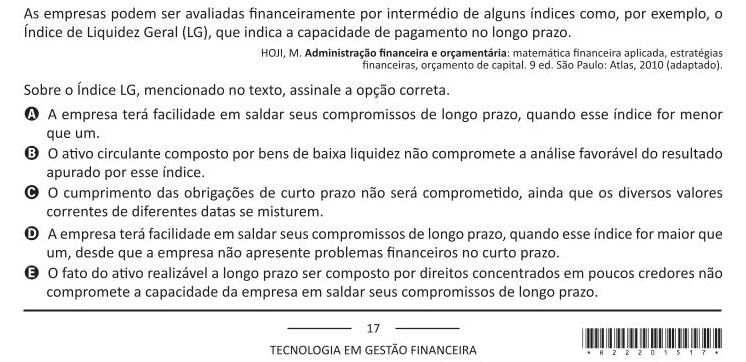 As empresas podem ser avaliadas financeiramente por intermédio de alguns índices como, por exemplo, o
Índice de Liquidez Geral (LG), que indica a capacidade de pagamento no longo prazo.
HOJI, M. Administração financeira e orçamentária: matemática financeira aplicada, estratégias
financeiras, orçamento de capital. 9 ed. São Paulo: Atlas, 2010 (adaptado).
Sobre o Índice LG, mencionado no texto, assinale a opção correta.
A A empresa terá facilidade em saldar seus compromissos de longo prazo, quando esse índice for menor
que um.
B O ativo circulante composto por bens de baixa liquidez não compromete a análise favorável do resultado
apurado por esse índice.
C O cumprimento das obrigações de curto prazo não será comprometido, ainda que os diversos valores
correntes de diferentes datas se misturem.
D A empresa terá facilidade em saldar seus compromissos de longo prazo, quando esse índice for maior que
um, desde que a empresa não apresente problemas financeiros no curto prazo.
E O fato do ativo realizável a longo prazo ser composto por direitos concentrados em poucos credores não
compromete a capacidade da empresa em saldar seus compromissos de longo prazo.
17
TECNOLOGIA EM GESTÃO FINANCEIRA
* R 2 2 2 0 1 5 1 7 *